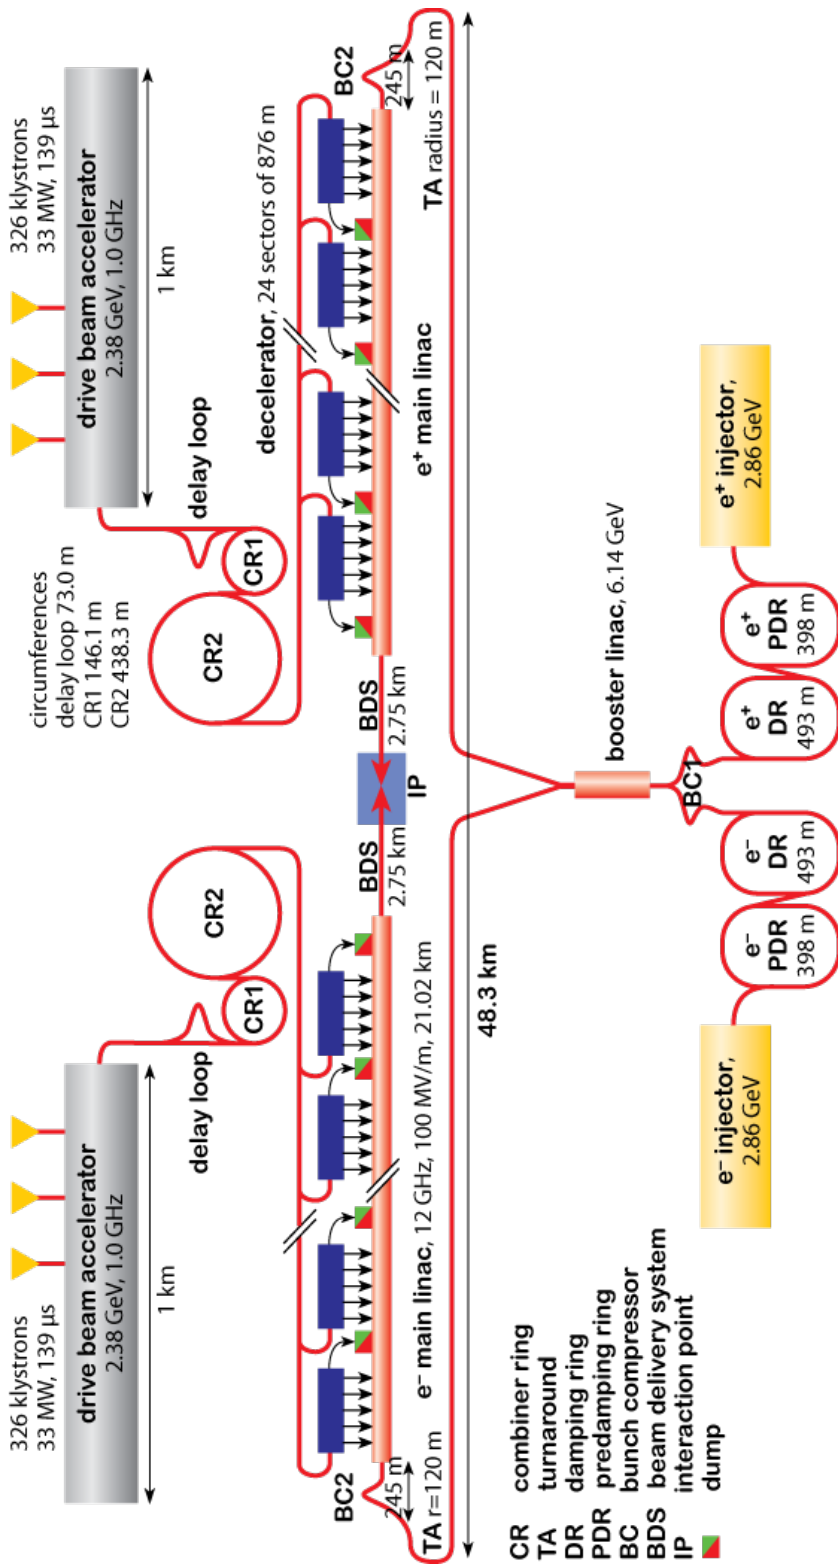 326 klystrons
33 MW, 139 μs
drive beam accelerator
2.38 GeV, 1.0 GHz
1 km
delay loop
CR1
CR2
circumferences
delay loop 73.0 m
CR1 146.1 m
CR2 438.3 m
326 klystrons
33 MW, 139 μs
drive beam accelerator
2.38 GeV, 1.0 GHz
1 km
delay loop
CR1
CR2
decelerator, 24 sectors of 876 m
BC2
245 m
TA r=120 m
e⁻ main linac, 12 GHz, 100 MV/m, 21.02 km
BDS
2.75 km
IP
BDS
2.75 km
e⁺ main linac
BC2
245 m
TA radius = 120 m
48.3 km
booster linac, 6.14 GeV
BC1
e⁻ injector,
2.86 GeV
e⁻
PDR
398 m
e⁻
DR
493 m
e⁺
DR
493 m
e⁺
PDR
398 m
e⁺ injector,
2.86 GeV
CR combiner ring
TA turnaround
DR damping ring
PDR predamping ring
BC bunch compressor
BDS beam delivery system
IP interaction point
dump